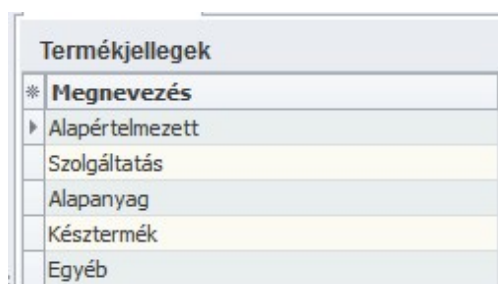 Termékjellegek
Megnevezés
Alapértelmezett
Szolgáltatás
Alapanyag
Késztermék
Egyéb